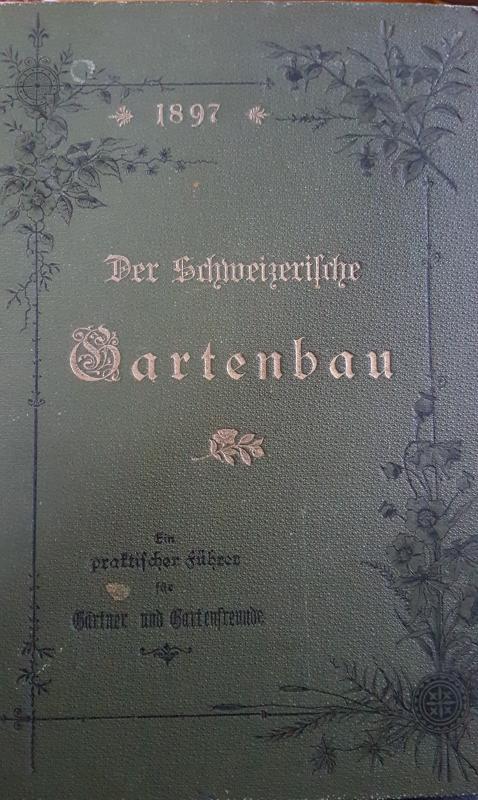 1897
Der Schweizerische
Gartenbau
Ein
praktischer Führer
für
Gärtner und Gartenfreunde.